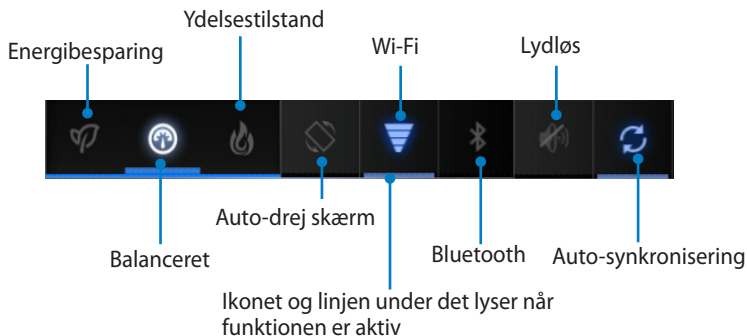 Ydelsestilstand
Energibesparing
Wi-Fi
Lydløs
Auto-drej skærm
Balanceret
Bluetooth
Auto-synkronisering
Ikonet og linjen under det lyser når
funktionen er aktiv